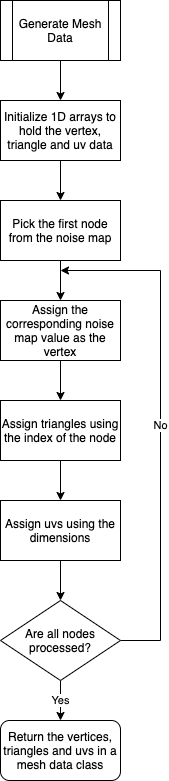 Generate Mesh
Data
Initialize 1D arrays to
hold the vertex,
triangle and uv data
Pick the first node
from the noise map
Assign the
corresponding noise
map value as the
vertex
Assign triangles using
the index of the node
Assign uvs using the
dimensions
Are all nodes
processed?
No
Yes
Return the vertices,
triangles and uvs in a
mesh data class